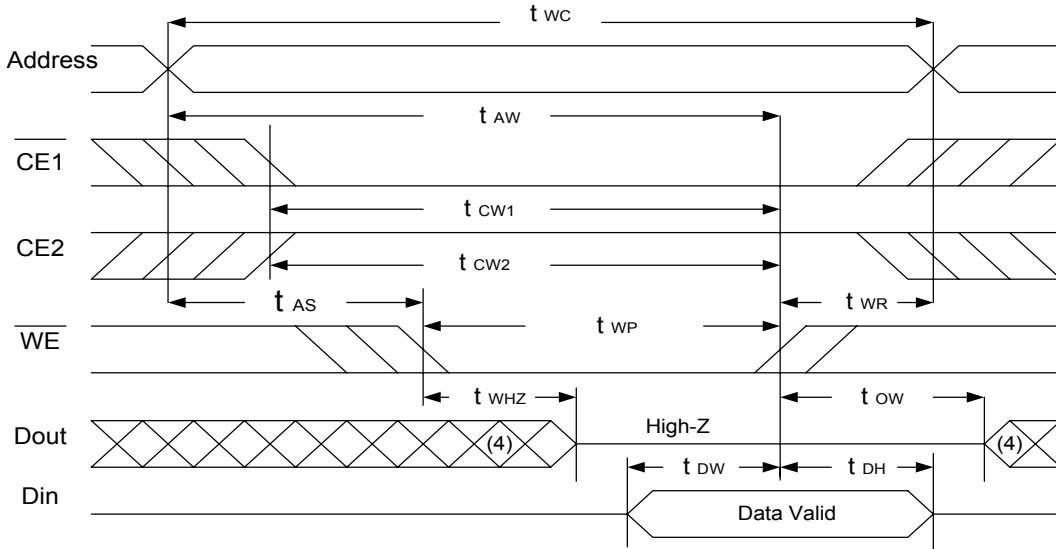 t WC
Address
t AW
CE1
t CW1
CE2
t CW2
t AS
t WR
WE
t WP
t WHZ
t OW
Dout
(4)
High-Z
(4)
t DW
t DH
Din
Data Valid